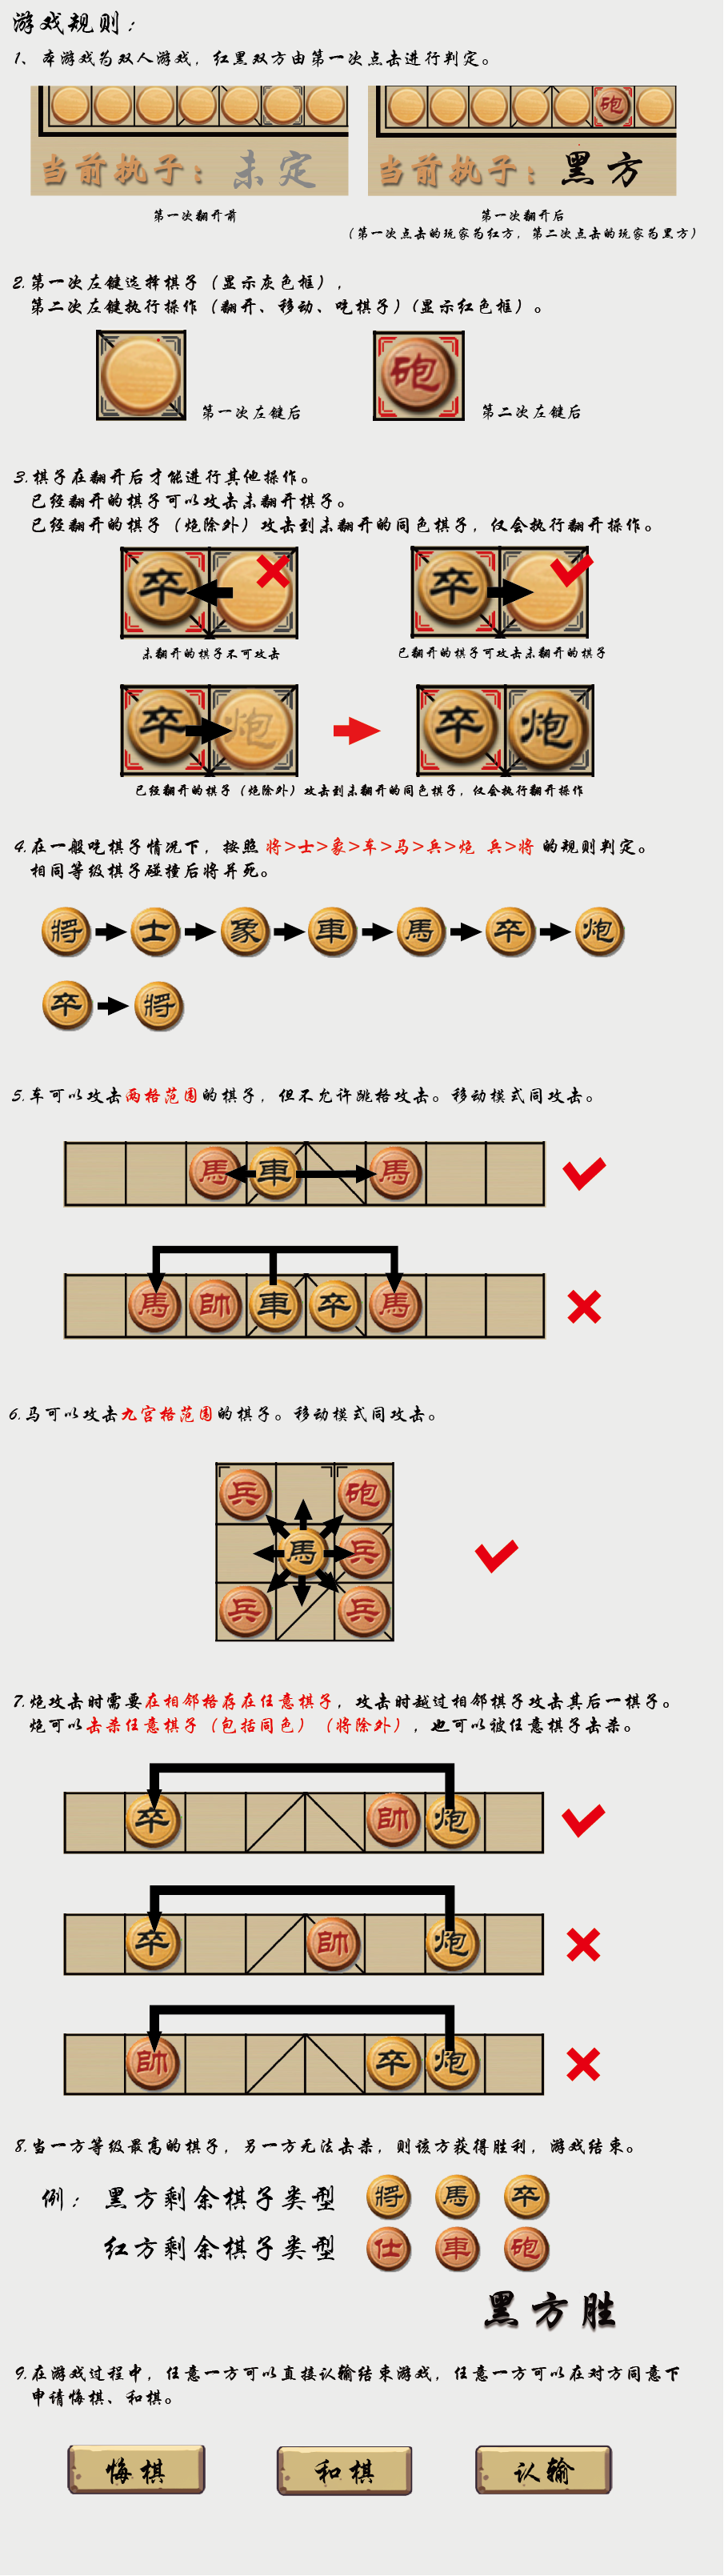 游戏规则：
1、本游戏为双人游戏，红黑双方由第一次点击进行判定。
砲
当前执子：未定
当前执子：黑方
第一次翻开前
第一次翻开后
（第一次点击的玩家为红方，第二次点击的玩家为黑方）
2.第一次左键选择棋子（显示灰色框），
第二次左键执行操作（翻开、移动、吃棋子）（显示红色框）。
砲
第一次左键后
第二次左键后
3.棋子在翻开后才能进行其他操作。
已经翻开的棋子可以攻击未翻开棋子。
已经翻开的棋子（炮除外）攻击到未翻开的同色棋子，仅会执行翻开操作。
卒
卒
未翻开的棋子不可攻击
已翻开的棋子可攻击未翻开的棋子
卒 炮
卒 炮
已经翻开的棋子（炮除外）攻击到未翻开的同色棋子，仅会执行翻开操作
4.在一般吃棋子情况下，按照 将>士>象>车>马>兵>炮 兵>将 的规则判定。
相同等级棋子碰撞后将并死。
將 士 象 車 馬 卒 炮
卒 將
5.车可以攻击两格范围的棋子，但不允许跳格攻击。移动模式同攻击。
馬 車 馬
馬 帥 車 卒 馬
6.马可以攻击九宫格范围的棋子。移动模式同攻击。
兵 砲
馬 兵
兵 兵
7.炮攻击时需要在相邻格存在任意棋子，攻击时越过相邻棋子攻击其后一棋子。
炮可以击杀任意棋子（包括同色）（将除外），也可以被任意棋子击杀。
卒 帥 炮
卒 帥 炮
帥 卒 炮
8.当一方等级最高的棋子，另一方无法击杀，则该方获得胜利，游戏结束。
例：黑方剩余棋子类型 將 馬 卒
红方剩余棋子类型 仕 車 砲
黑方胜
9.在游戏过程中，任意一方可以直接认输结束游戏，任意一方可以在对方同意下
申请悔棋、和棋。
悔棋
和棋
认输